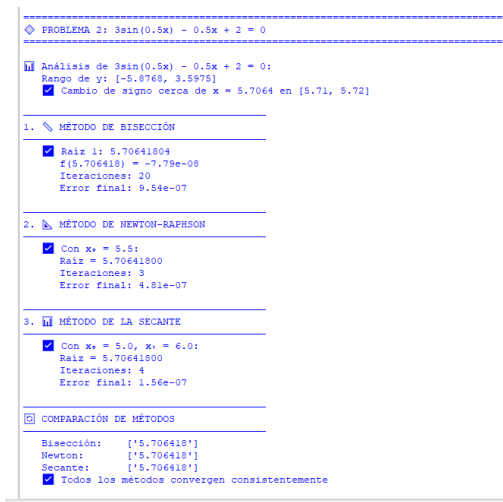 PROBLEMA 2: 3sin(0.5x) - 0.5x + 2 = 0
Análisis de 3sin(0.5x) - 0.5x + 2 = 0:
Rango de y: [-5.8768, 3.5975]
Cambio de signo cerca de x ≈ 5.7064 en [5.71, 5.72]
1. MÉTODO DE BISECCIÓN
Raíz 1: 5.70641804
f(5.706418) = -7.79e-08
Iteraciones: 20
Error final: 9.54e-07
2. MÉTODO DE NEWTON-RAPHSON
Con x₀ = 5.5:
Raíz = 5.70641800
Iteraciones: 3
Error final: 4.81e-07
3. MÉTODO DE LA SECANTE
Con x₀ = 5.0, x₁ = 6.0:
Raíz = 5.70641800
Iteraciones: 4
Error final: 1.56e-07
COMPARACIÓN DE MÉTODOS
Bisección: ['5.706418']
Newton: ['5.706418']
Secante: ['5.706418']
Todos los métodos convergen consistentemente